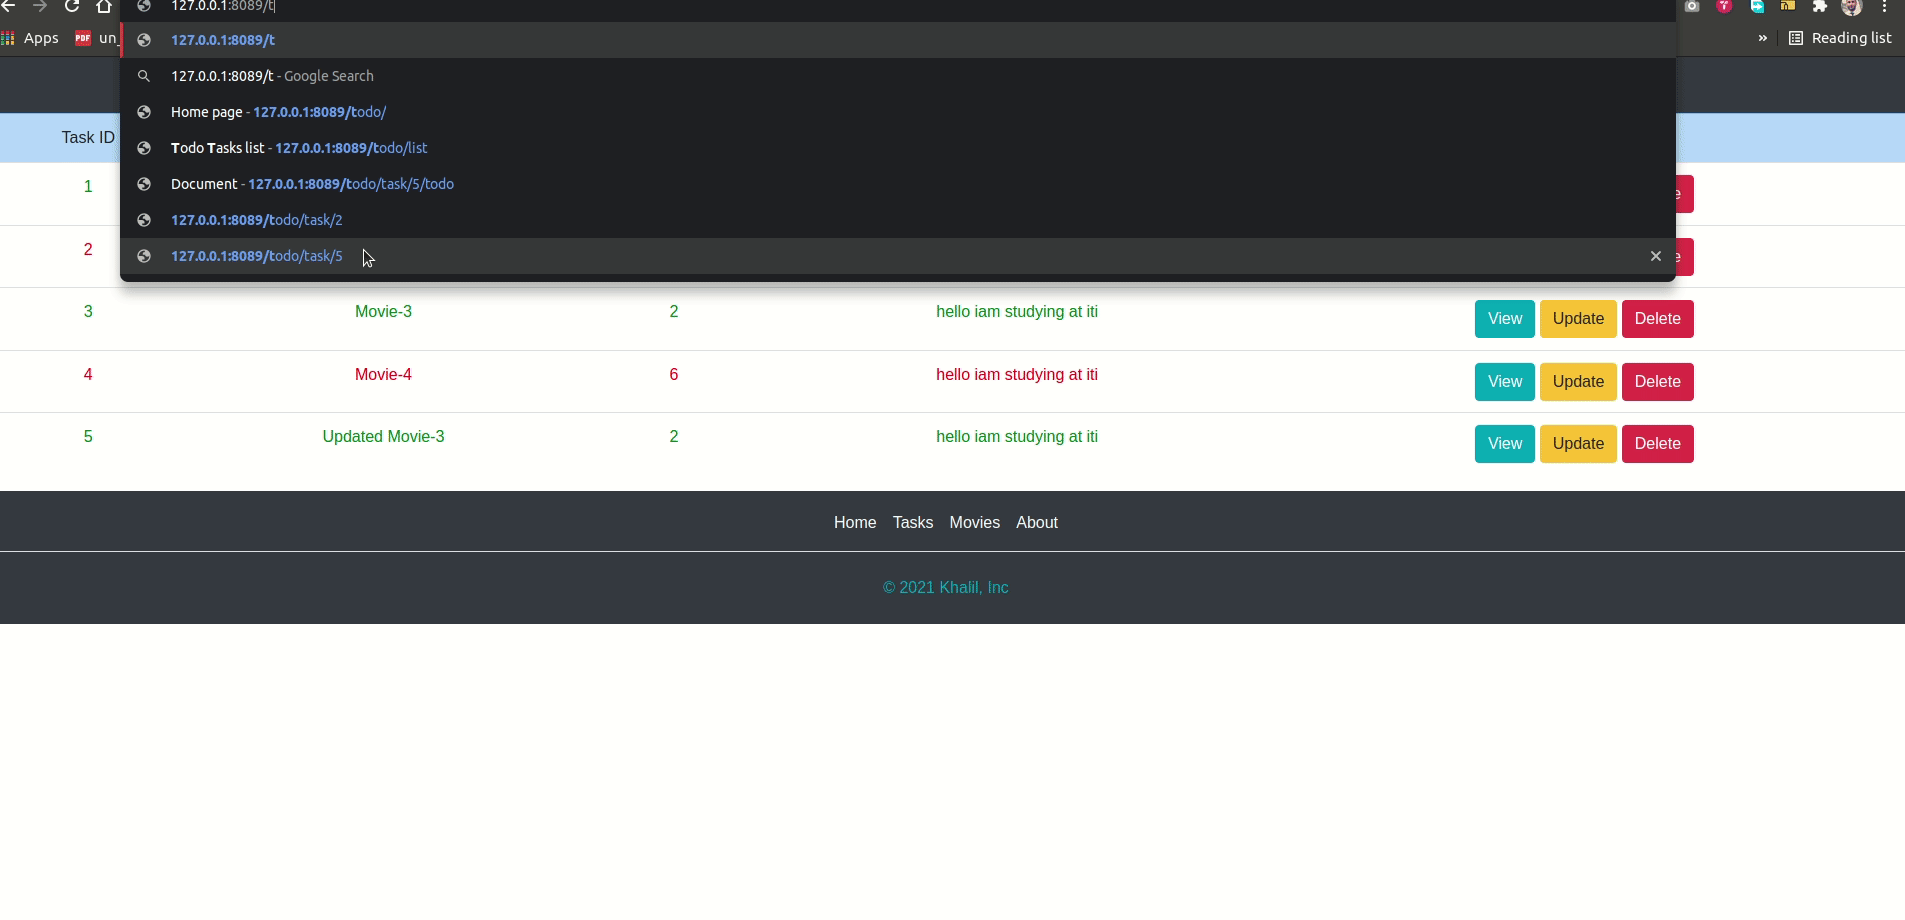 127.0.0.1:8089/t
Apps un_ » Reading list
127.0.0.1:8089/t
127.0.0.1:8089/t - Google Search
Home page - 127.0.0.1:8089/todo/
Todo Tasks list - 127.0.0.1:8089/todo/list
Document - 127.0.0.1:8089/todo/task/5/todo
127.0.0.1:8089/todo/task/2
127.0.0.1:8089/todo/task/5
Task ID
1 e
2 e
3 Movie-3 2 hello iam studying at iti View Update Delete
4 Movie-4 6 hello iam studying at iti View Update Delete
5 Updated Movie-3 2 hello iam studying at iti View Update Delete
Home Tasks Movies About
© 2021 Khalil, Inc